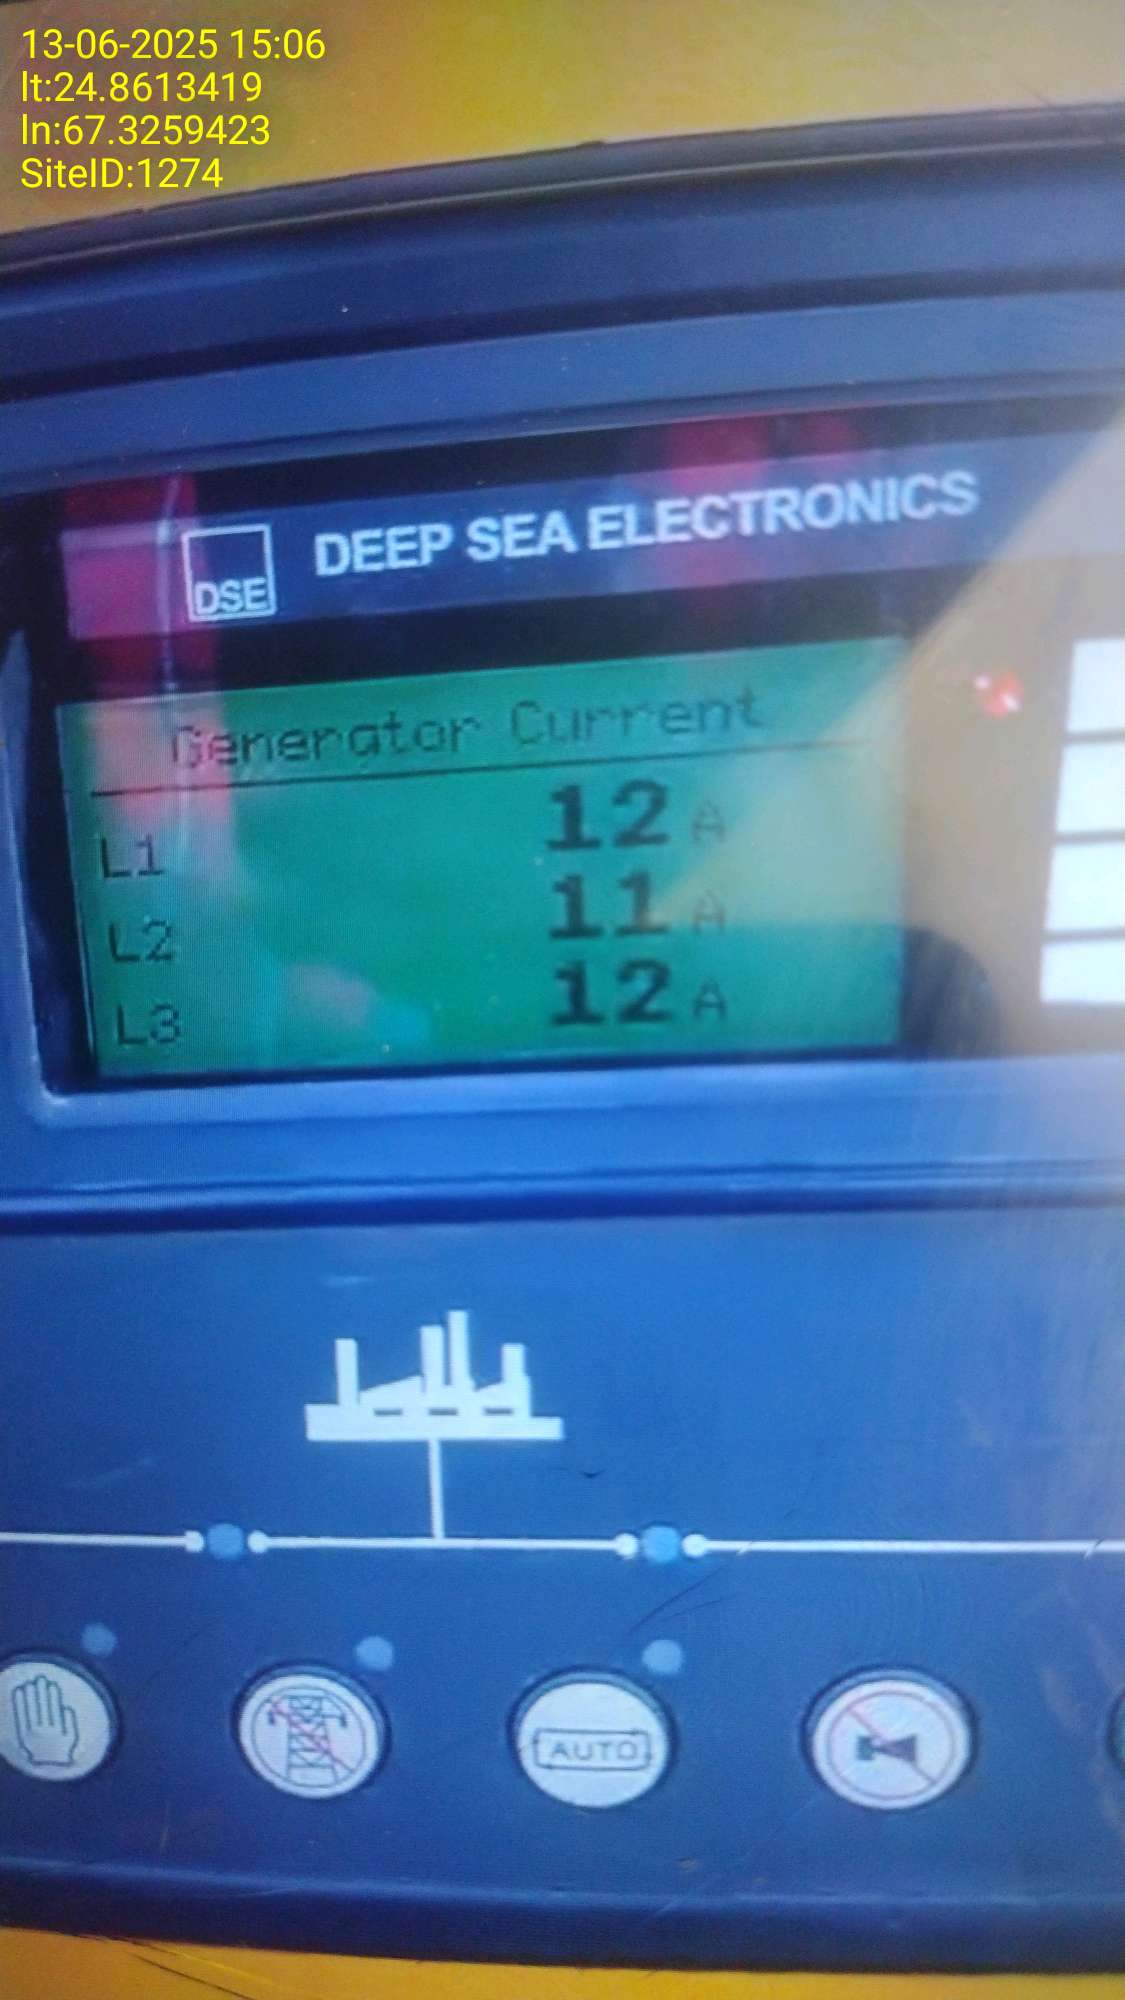 13-06-2025 15:06
lt:24.8613419
ln:67.3259423
SiteID:1274
DSE DEEP SEA ELECTRONICS
Generator Current
L1 12 A
L2 11 A
L3 12 A
AUTO